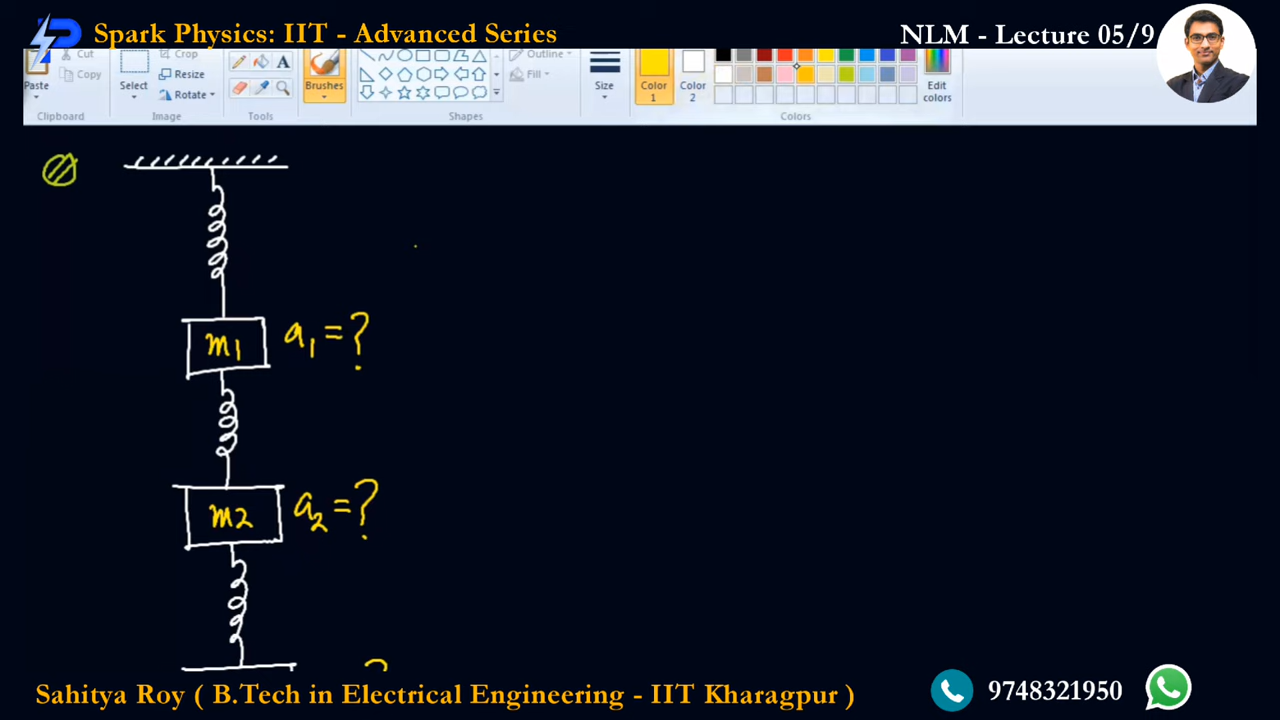 Spark Physics: IIT - Advanced Series
NLM - Lecture 05/9
Cut
Copy
Paste
Clipboard
Crop
Resize
Rotate
Select
Image
A
Tools
Brushes
Outline
Fill
Shapes
Size
Color 1
Color 2
Edit colors
Colors
m1
a1 = ?
m2
a2 = ?
?
Sahitya Roy ( B.Tech in Electrical Engineering - IIT Kharagpur )
9748321950